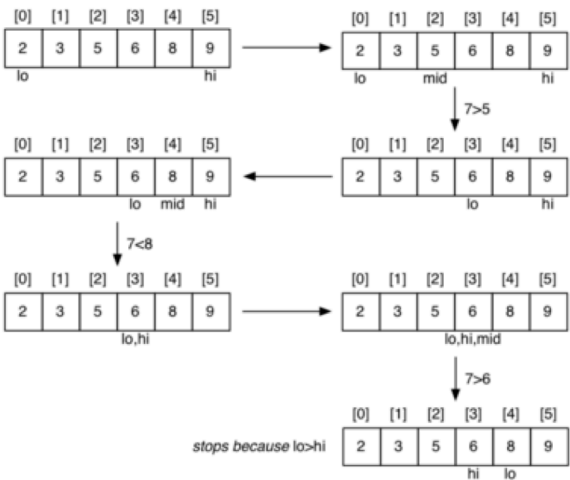 [0] [1] [2] [3] [4] [5]
2 3 5 6 8 9
lo hi
[0] [1] [2] [3] [4] [5]
2 3 5 6 8 9
lo mid hi
7>5
[0] [1] [2] [3] [4] [5]
2 3 5 6 8 9
lo hi
[0] [1] [2] [3] [4] [5]
2 3 5 6 8 9
lo mid hi
7<8
[0] [1] [2] [3] [4] [5]
2 3 5 6 8 9
lo,hi
[0] [1] [2] [3] [4] [5]
2 3 5 6 8 9
lo,hi,mid
7>6
[0] [1] [2] [3] [4] [5]
stops because lo>hi
2 3 5 6 8 9
hi lo